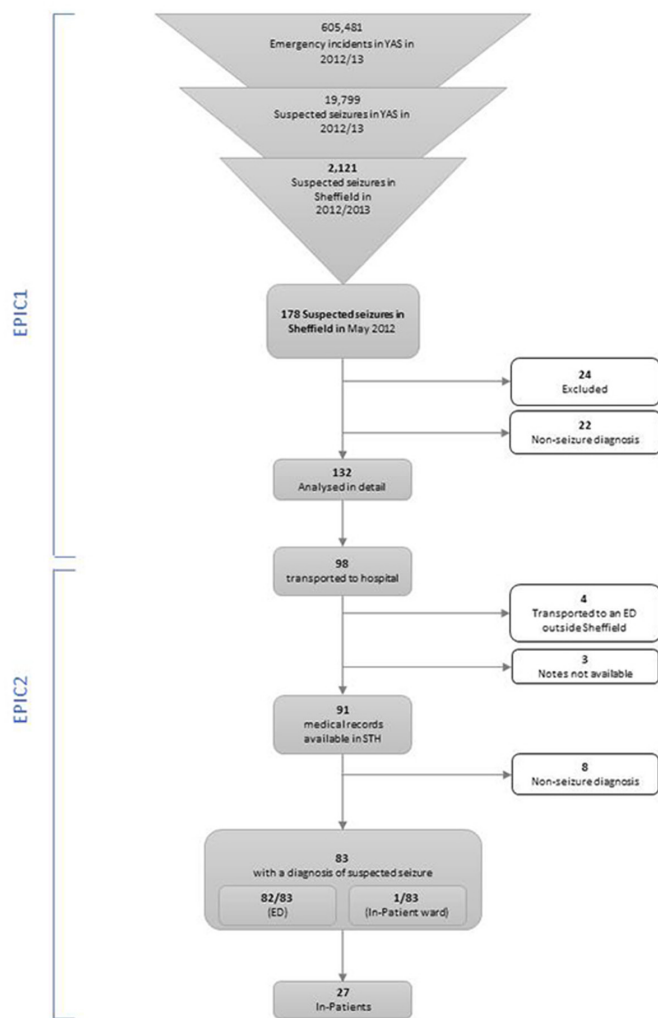 605,481
Emergency incidents in YAS in
2012/13
19,799
Suspected seizures in YAS in
2012/13
2,121
Suspected seizures in
Sheffield in
2012/2013
EPIC1
178 Suspected seizures in
Sheffield in May 2012
24
Excluded
22
Non-seizure diagnosis
132
Analysed in detail
EPIC2
98
transported to hospital
4
Transported to an ED
outside Sheffield
3
Notes not available
91
medical records
available in STH
8
Non-seizure diagnosis
83
with a diagnosis of suspected seizure
82/83
(ED)
1/83
(In-Patient ward)
27
In-Patients